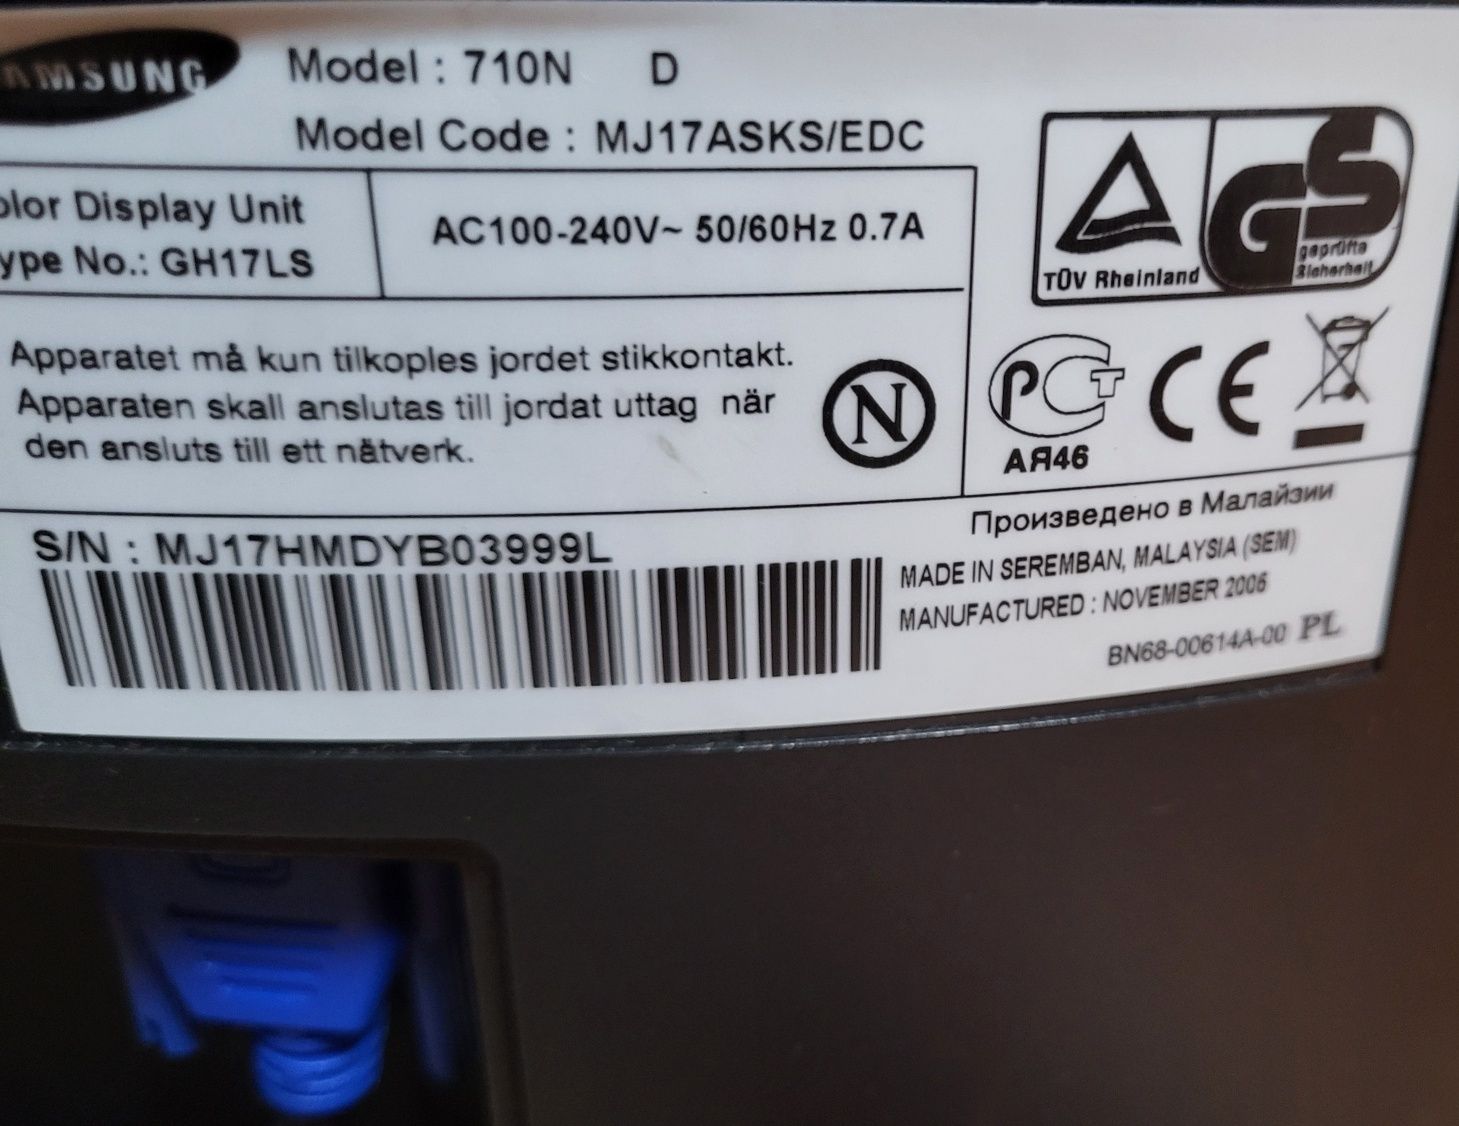 AMSUNG
Model : 710N D
Model Code : MJ17ASKS/EDC
olor Display Unit
ype No.: GH17LS
AC100-240V~ 50/60Hz 0.7A
TÜV Rheinland
GS
geprüfte
Sicherheit
Apparatet må kun tilkoples jordet stikkontakt.
Apparaten skall anslutas till jordat uttag när
den ansluts till ett nätverk.
N
PCT
АЯ46
CE
S/N : MJ17HMDYB03999L
Произведено в Малайзии
MADE IN SEREMBAN, MALAYSIA (SEM)
MANUFACTURED : NOVEMBER 2006
BN68-00614A-00 PL